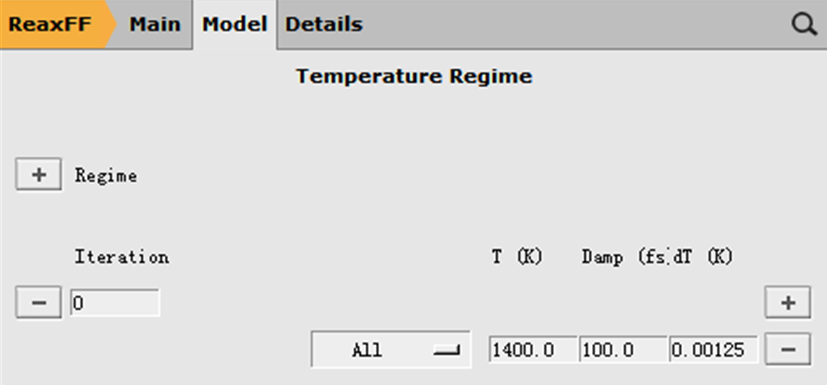 ReaxFF Main Model Details
Temperature Regime
+ Regime
Iteration T (K) Damp (fs) dT (K)
− 0 +
All 1400.0 100.0 0.00125 −